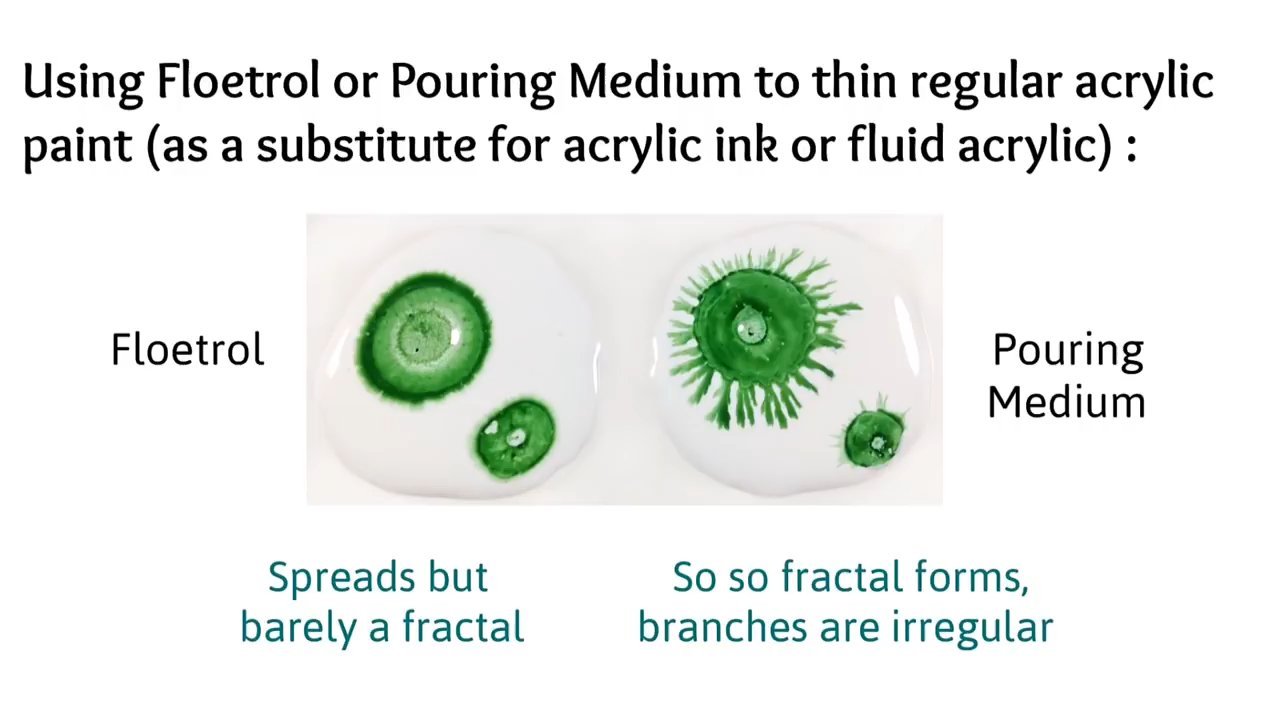 Using Floetrol or Pouring Medium to thin regular acrylic
paint (as a substitute for acrylic ink or fluid acrylic) :
Floetrol
Pouring
Medium
Spreads but
barely a fractal
So so fractal forms,
branches are irregular